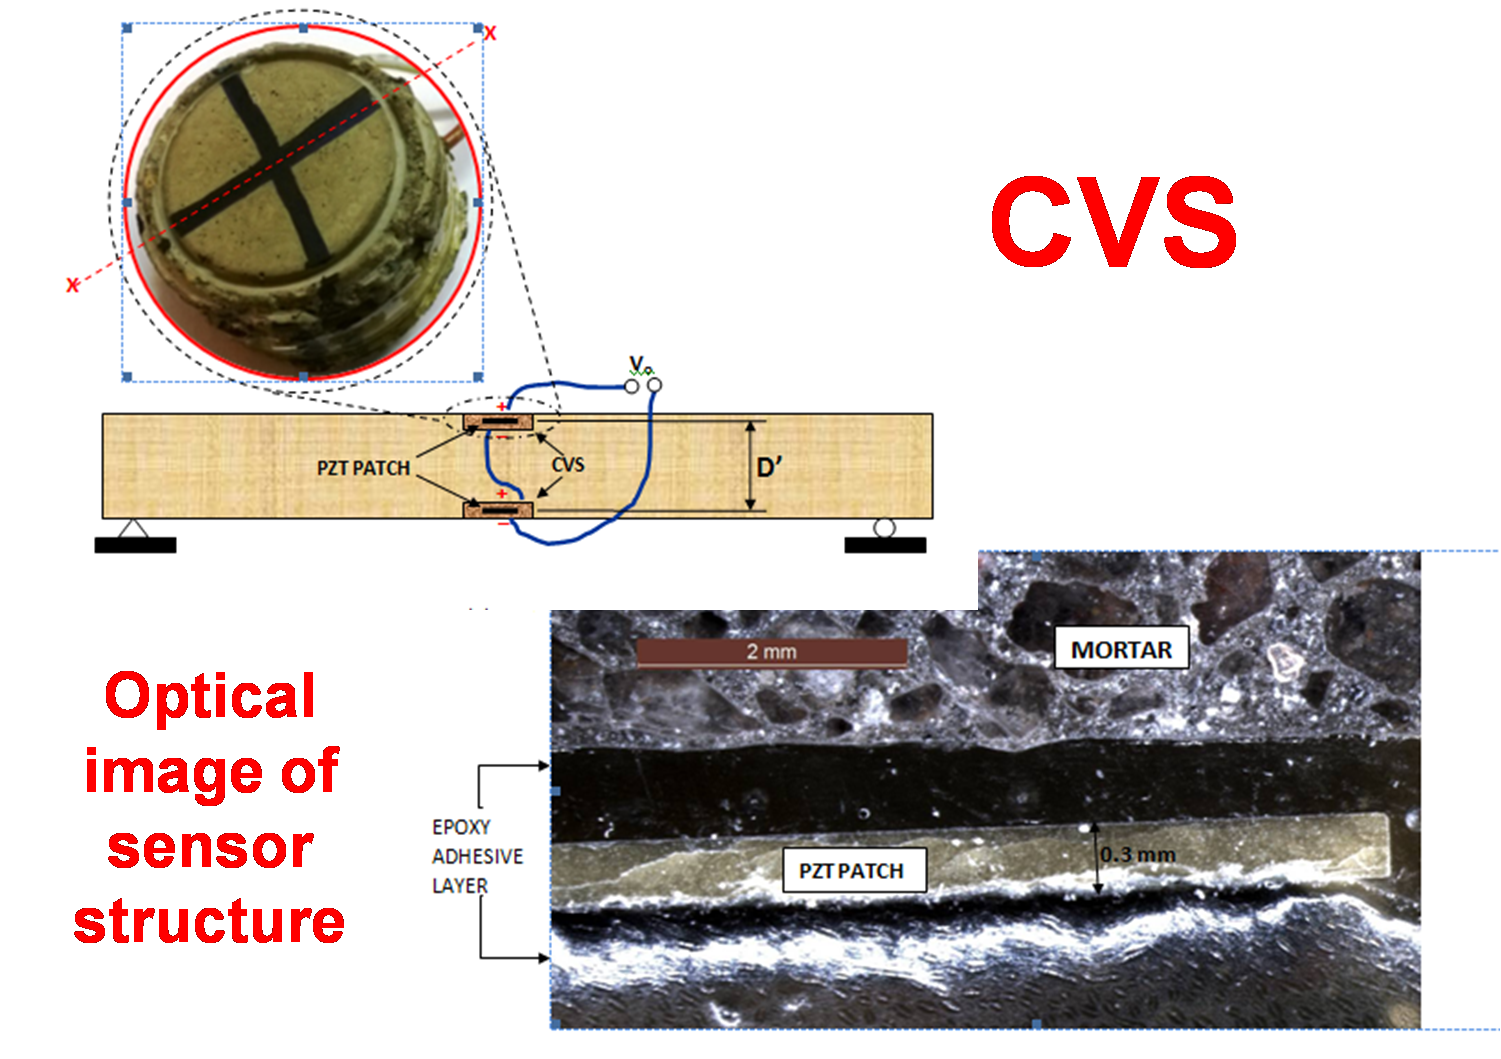 X
CVS
X
Vo
+
−
PZT PATCH
CVS
D’
+
−
2 mm
MORTAR
Optical
image of
sensor
structure
EPOXY
ADHESIVE
LAYER
PZT PATCH
0.3 mm